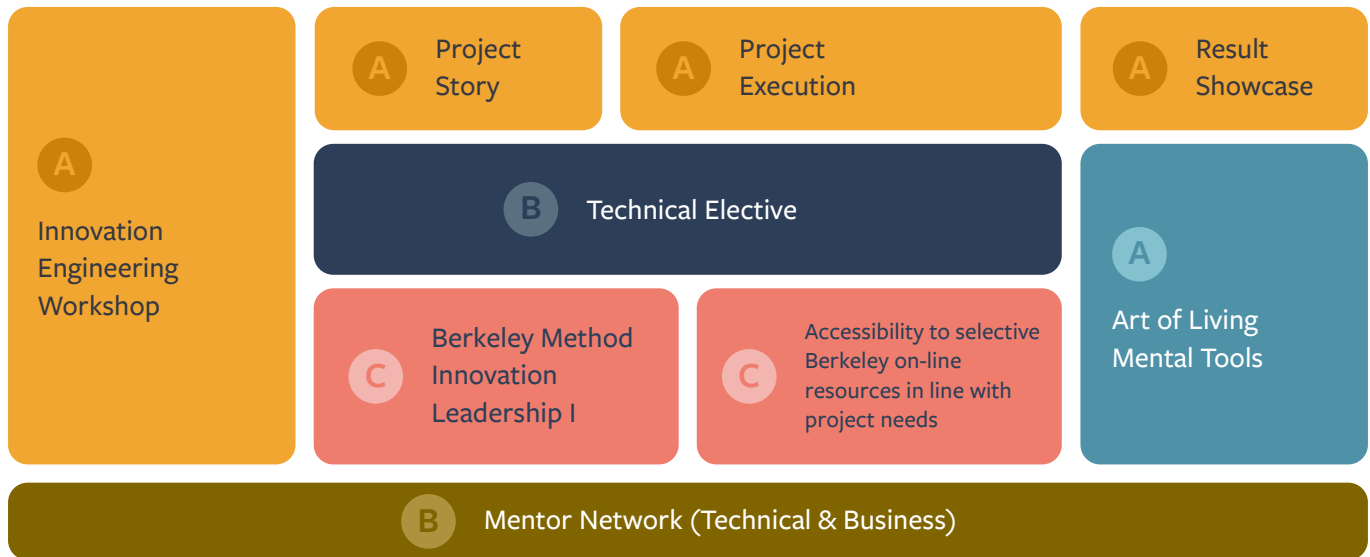 A
Innovation
Engineering
Workshop
A
Project
Story
A
Project
Execution
A
Result
Showcase
B
Technical Elective
C
Berkeley Method
Innovation
Leadership I
C
Accessibility to selective
Berkeley on-line
resources in line with
project needs
A
Art of Living
Mental Tools
B
Mentor Network (Technical & Business)